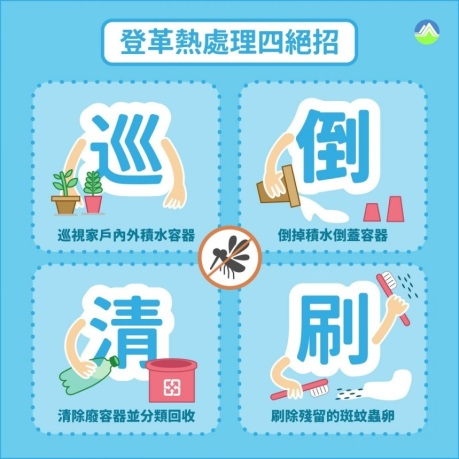 登革熱處理四絕招
巡
巡視家戶內外積水容器
倒
倒掉積水倒蓋容器
清
清除廢容器並分類回收
刷
刷除殘留的斑蚊蟲卵